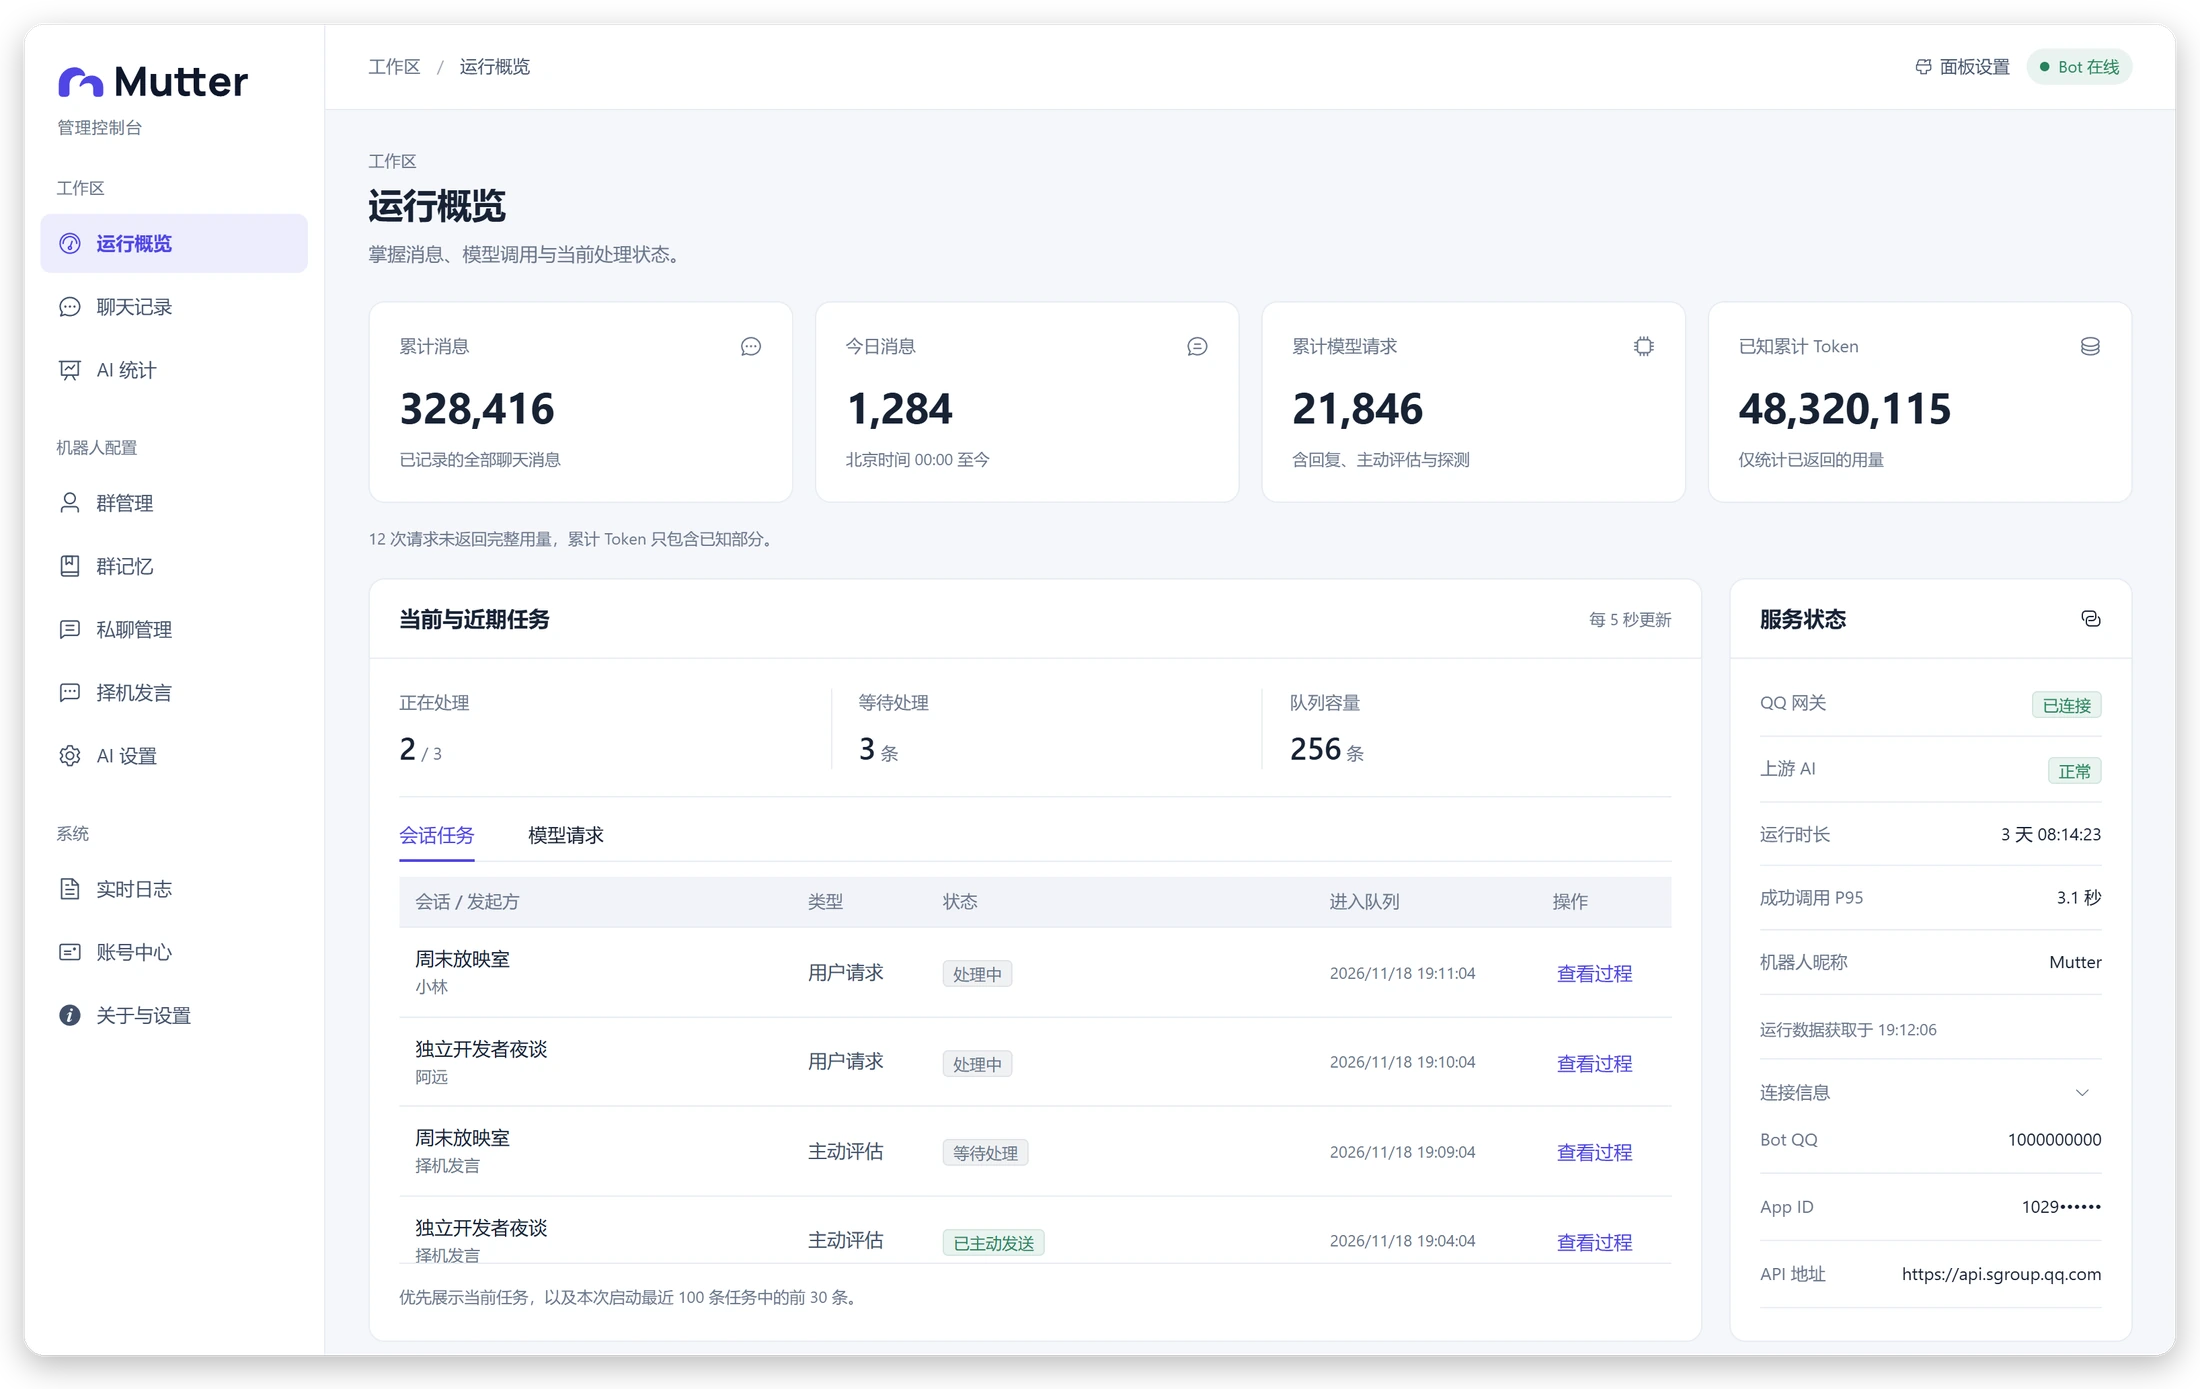 Mutter
管理控制台
工作区
运行概览
聊天记录
AI 统计
机器人配置
群管理
群记忆
私聊管理
择机发言
AI 设置
系统
实时日志
账号中心
关于与设置
工作区 / 运行概览
面板设置
Bot 在线
工作区
运行概览
掌握消息、模型调用与当前处理状态。
累计消息
328,416
已记录的全部聊天消息
今日消息
1,284
北京时间 00:00 至今
累计模型请求
21,846
含回复、主动评估与探测
已知累计 Token
48,320,115
仅统计已返回的用量
12 次请求未返回完整用量，累计 Token 只包含已知部分。
当前与近期任务
每 5 秒更新
正在处理
2 / 3
等待处理
3 条
队列容量
256 条
会话任务
模型请求
会话 / 发起方 类型 状态 进入队列 操作
周末放映室
小林
用户请求 处理中 2026/11/18 19:11:04 查看过程
独立开发者夜谈
阿远
用户请求 处理中 2026/11/18 19:10:04 查看过程
周末放映室
择机发言
主动评估 等待处理 2026/11/18 19:09:04 查看过程
独立开发者夜谈
择机发言
主动评估 已主动发送 2026/11/18 19:04:04 查看过程
优先展示当前任务，以及本次启动最近 100 条任务中的前 30 条。
服务状态
QQ 网关 已连接
上游 AI 正常
运行时长 3 天 08:14:23
成功调用 P95 3.1 秒
机器人昵称 Mutter
运行数据获取于 19:12:06
连接信息
Bot QQ 1000000000
App ID 1029••••••
API 地址 https://api.sgroup.qq.com